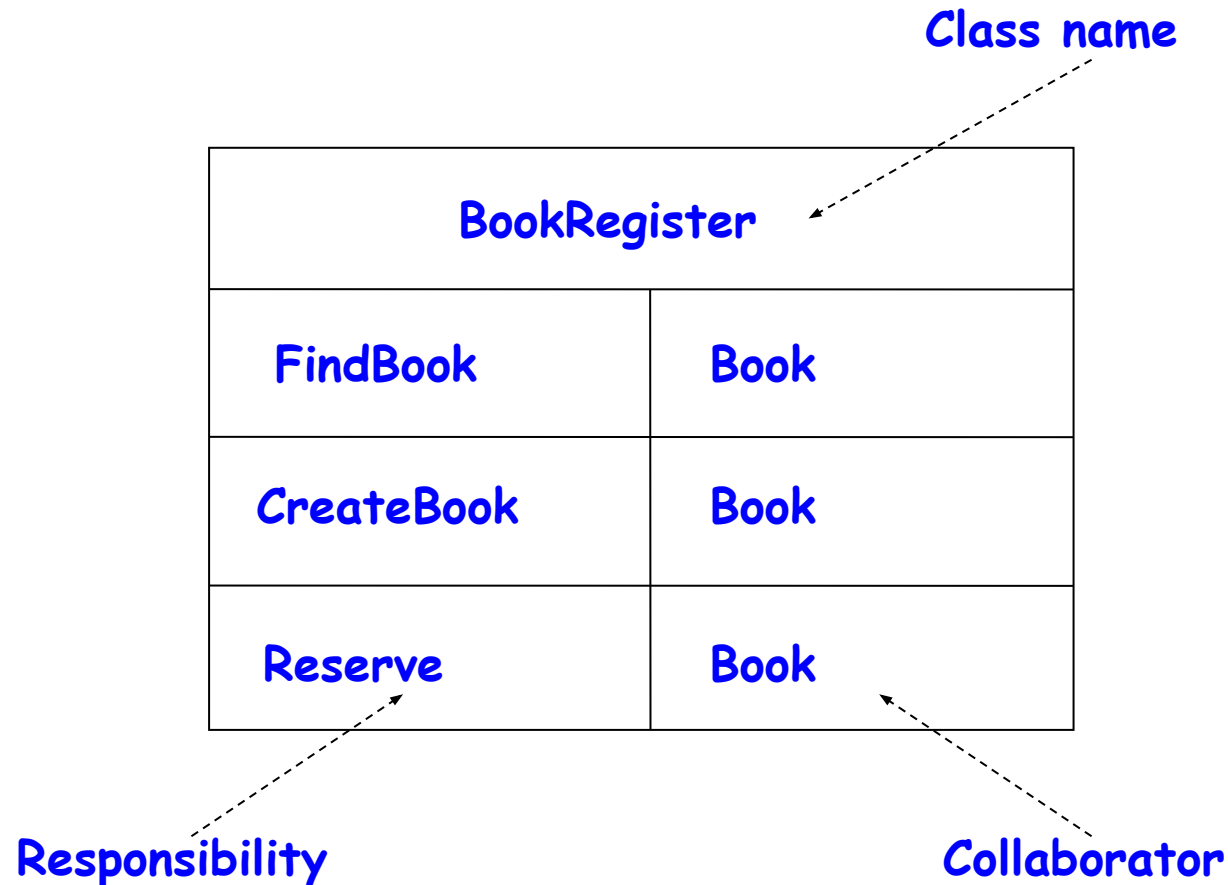 Class name
BookRegister
FindBook Book
CreateBook Book
Reserve Book
Responsibility Collaborator